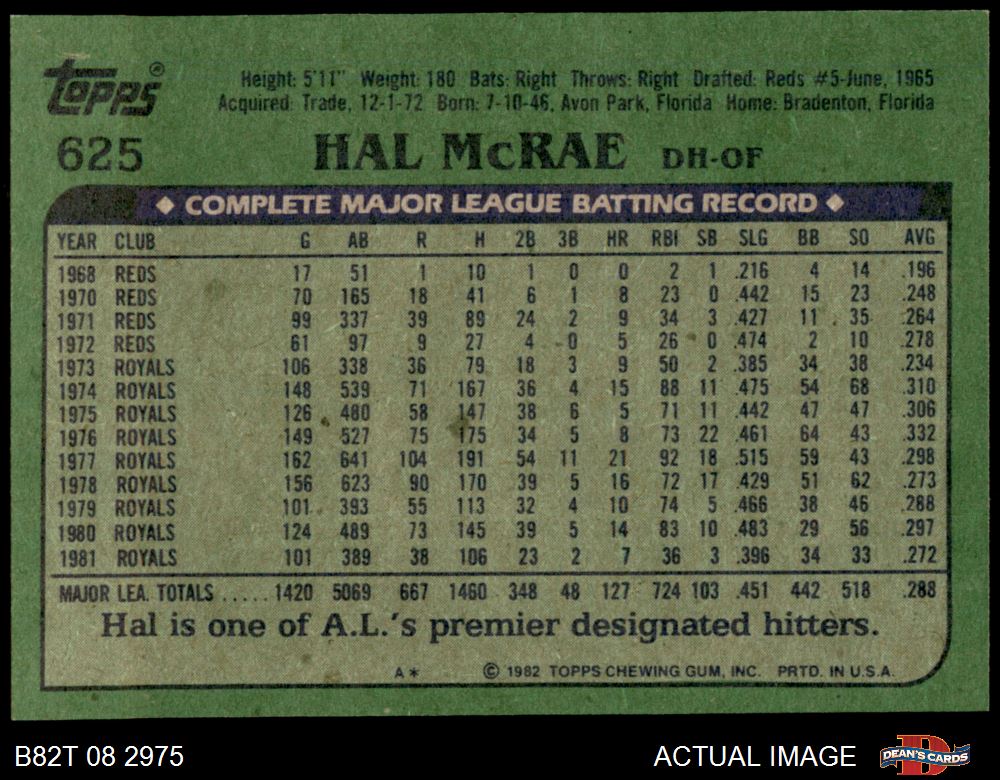 topps®
Height: 5'11" Weight: 180 Bats: Right Throws: Right Drafted: Reds #5-June, 1965
Acquired: Trade, 12-1-72 Born: 7-10-46, Avon Park, Florida Home: Bradenton, Florida
625 HAL McRAE DH-OF
◆ COMPLETE MAJOR LEAGUE BATTING RECORD ◆
YEAR CLUB G AB R H 2B 3B HR RBI SB SLG BB SO AVG
1968 REDS 17 51 1 10 1 0 0 2 1 .216 4 14 .196
1970 REDS 70 165 18 41 6 1 8 23 0 .442 15 23 .248
1971 REDS 99 337 39 89 24 2 9 34 3 .427 11 35 .264
1972 REDS 61 97 9 27 4 0 5 26 0 .474 2 10 .278
1973 ROYALS 106 338 36 79 18 3 9 50 2 .385 34 38 .234
1974 ROYALS 148 539 71 167 36 4 15 88 11 .475 54 68 .310
1975 ROYALS 126 480 58 147 38 6 5 71 11 .442 47 47 .306
1976 ROYALS 149 527 75 175 34 5 8 73 22 .461 64 43 .332
1977 ROYALS 162 641 104 191 54 11 21 92 18 .515 59 43 .298
1978 ROYALS 156 623 90 170 39 5 16 72 17 .429 51 62 .273
1979 ROYALS 101 393 55 113 32 4 10 74 5 .466 38 46 .288
1980 ROYALS 124 489 73 145 39 5 14 83 10 .483 29 56 .297
1981 ROYALS 101 389 38 106 23 2 7 36 3 .396 34 33 .272
MAJOR LEA. TOTALS ..... 1420 5069 667 1460 348 48 127 724 103 .451 442 518 .288
Hal is one of A.L.'s premier designated hitters.
A* © 1982 TOPPS CHEWING GUM, INC. PRTD. IN U.S.A.
B82T 08 2975 ACTUAL IMAGE DEAN'S CARDS